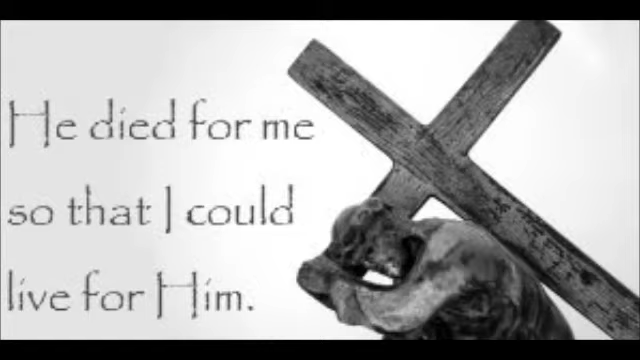 He died for me
so that I could
live for Him.